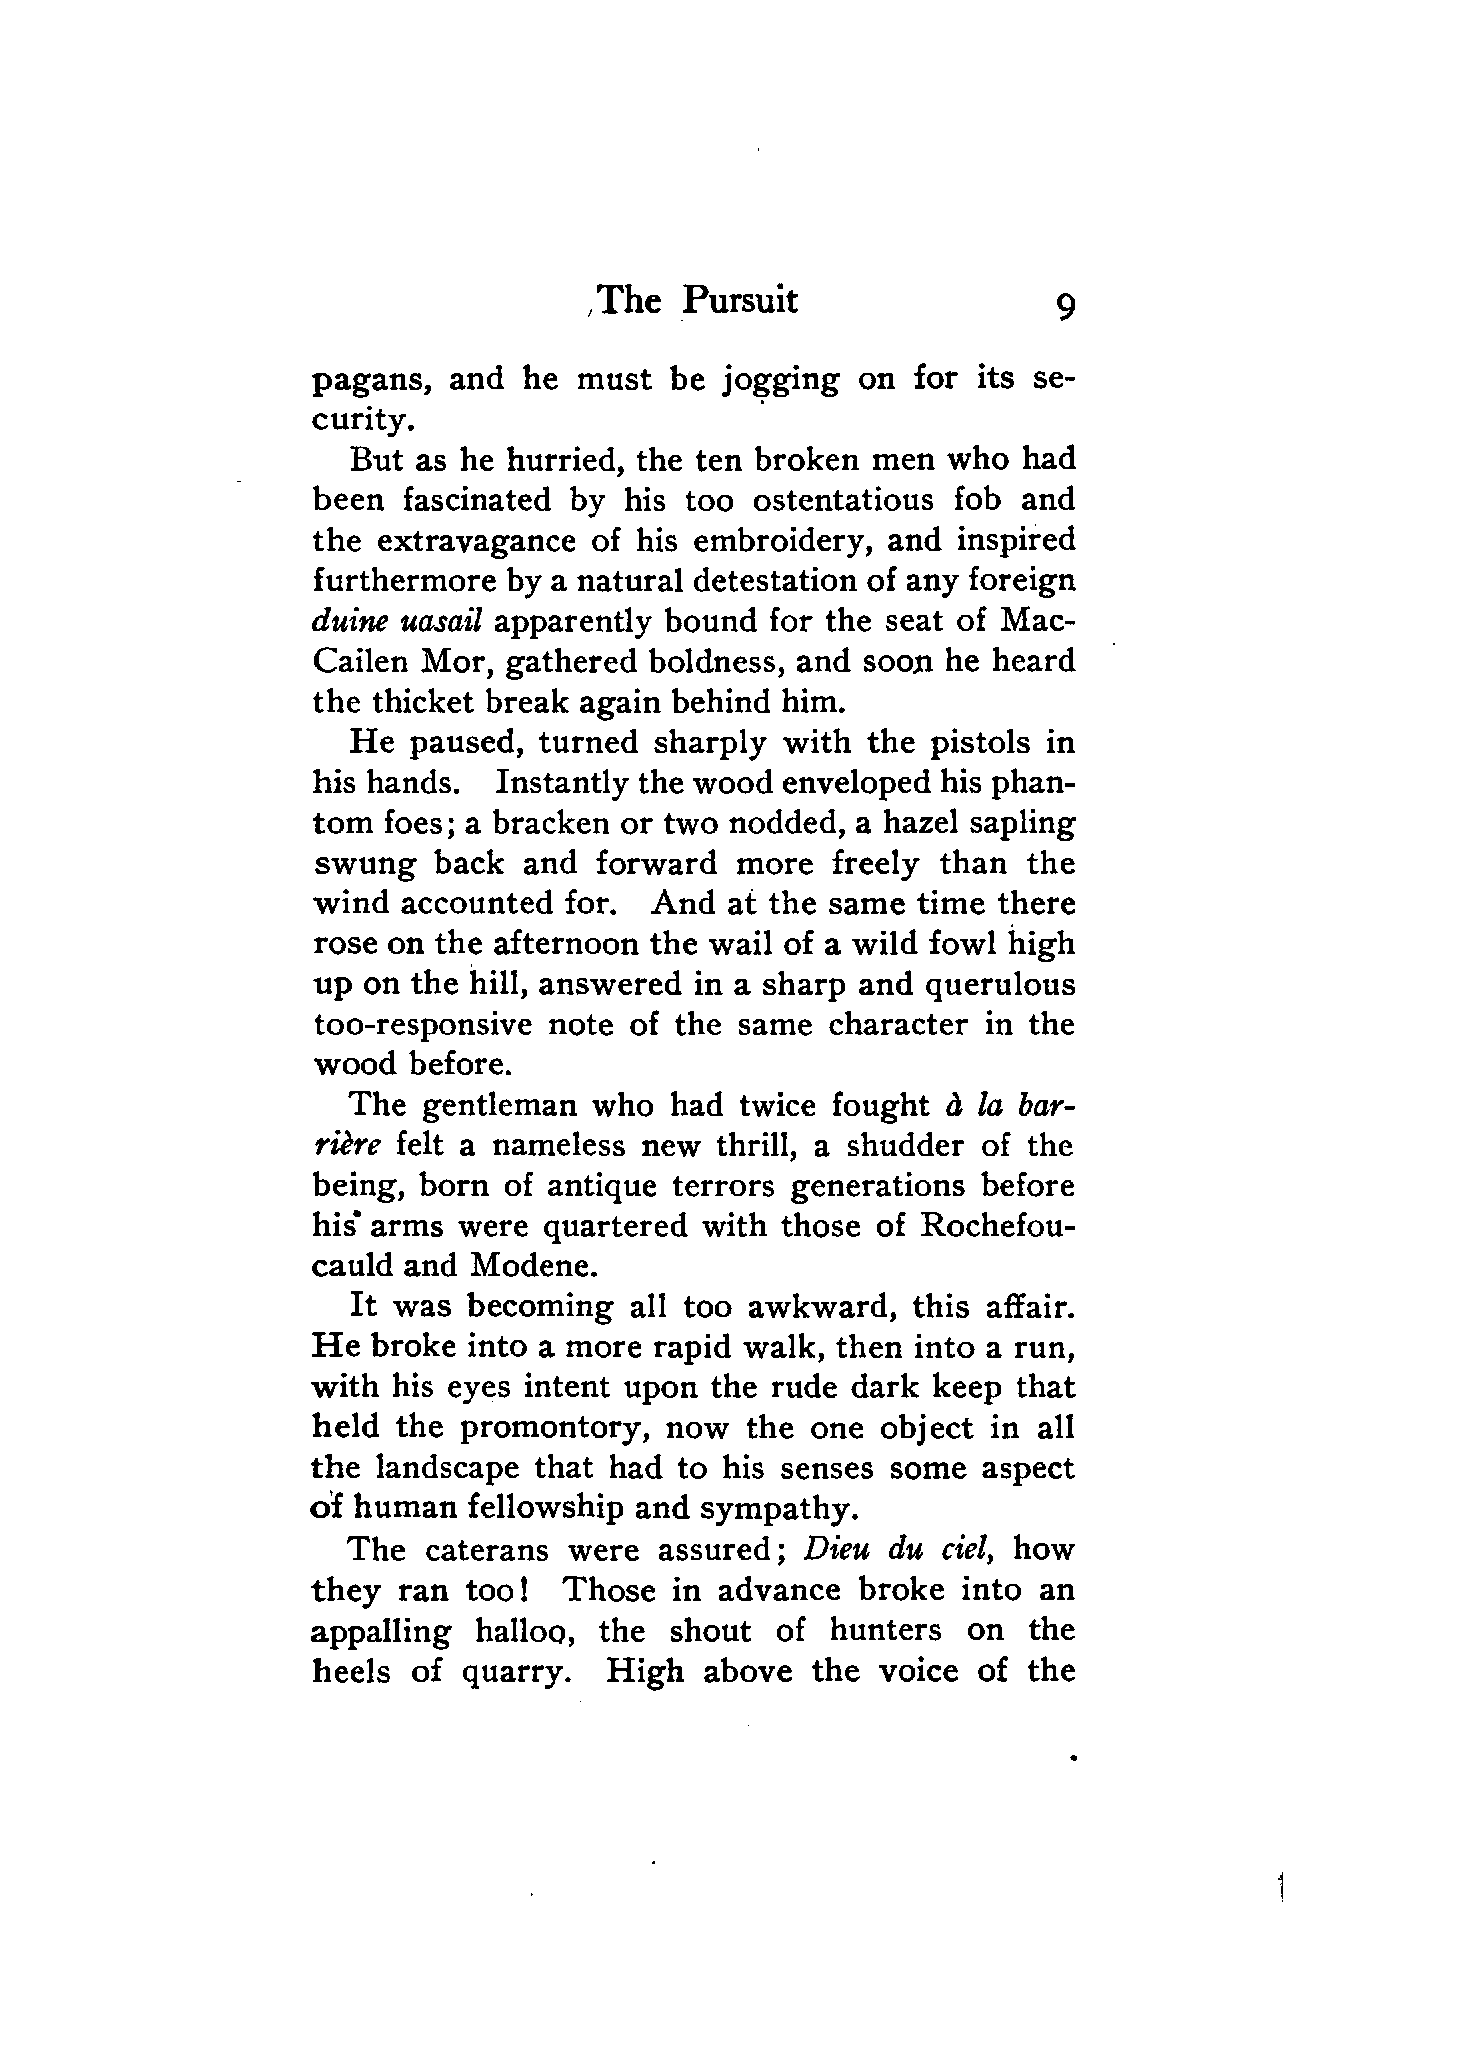 The Pursuit 9
pagans, and he must be jogging on for its se-
curity.
But as he hurried, the ten broken men who had
been fascinated by his too ostentatious fob and
the extravagance of his embroidery, and inspired
furthermore by a natural detestation of any foreign
duine uasail apparently bound for the seat of Mac-
Cailen Mor, gathered boldness, and soon he heard
the thicket break again behind him.
He paused, turned sharply with the pistols in
his hands. Instantly the wood enveloped his phan-
tom foes; a bracken or two nodded, a hazel sapling
swung back and forward more freely than the
wind accounted for. And at the same time there
rose on the afternoon the wail of a wild fowl high
up on the hill, answered in a sharp and querulous
too-responsive note of the same character in the
wood before.
The gentleman who had twice fought à la bar-
rière felt a nameless new thrill, a shudder of the
being, born of antique terrors generations before
his arms were quartered with those of Rochefou-
cauld and Modene.
It was becoming all too awkward, this affair.
He broke into a more rapid walk, then into a run,
with his eyes intent upon the rude dark keep that
held the promontory, now the one object in all
the landscape that had to his senses some aspect
of human fellowship and sympathy.
The caterans were assured; Dieu du ciel, how
they ran too! Those in advance broke into an
appalling halloo, the shout of hunters on the
heels of quarry. High above the voice of the